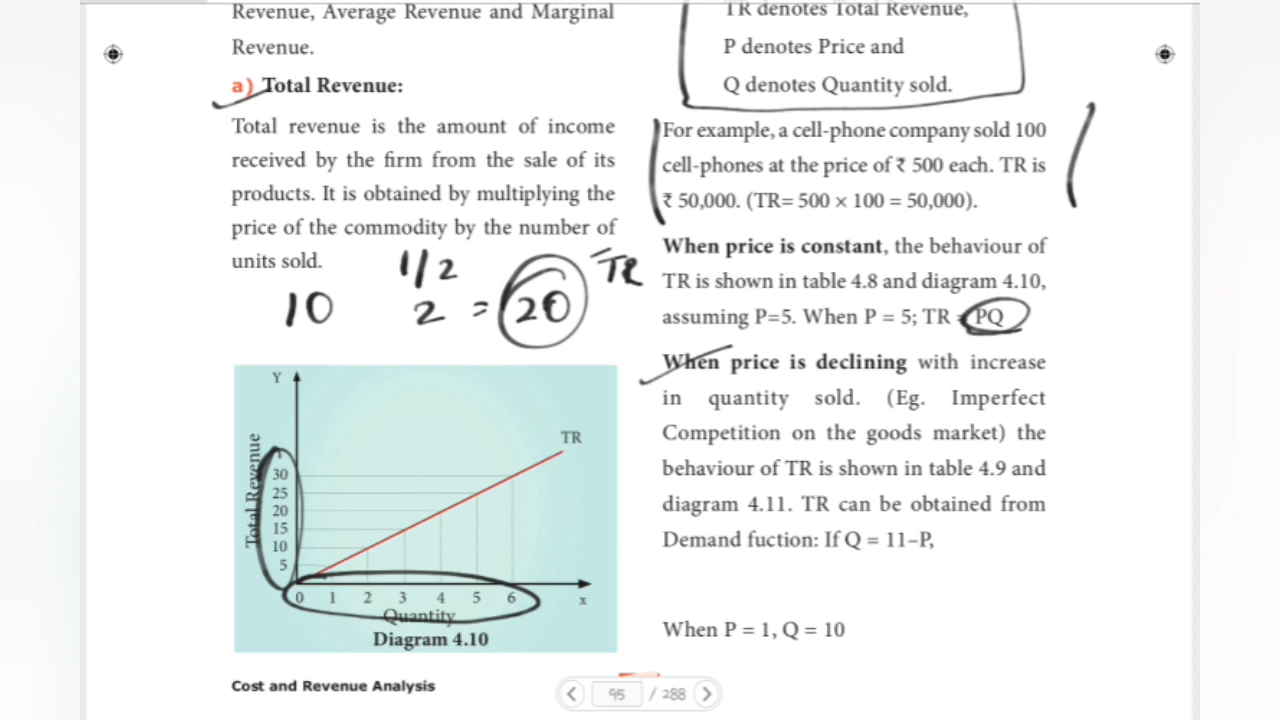 Revenue, Average Revenue and Marginal
Revenue.
a) Total Revenue:
Total revenue is the amount of income
received by the firm from the sale of its
products. It is obtained by multiplying the
price of the commodity by the number of
units sold.
1/2
TR
10 2 = 20
Y
Total Revenue
TR
30
25
20
15
10
5
0 1 2 3 4 5 6 x
Quantity
Diagram 4.10
Cost and Revenue Analysis
TR denotes Total Revenue,
P denotes Price and
Q denotes Quantity sold.
For example, a cell-phone company sold 100
cell-phones at the price of ₹ 500 each. TR is
₹ 50,000. (TR= 500 × 100 = 50,000).
When price is constant, the behaviour of
TR is shown in table 4.8 and diagram 4.10,
assuming P=5. When P = 5; TR = PQ
When price is declining with increase
in quantity sold. (Eg. Imperfect
Competition on the goods market) the
behaviour of TR is shown in table 4.9 and
diagram 4.11. TR can be obtained from
Demand fuction: If Q = 11–P,
When P = 1, Q = 10
95 / 288